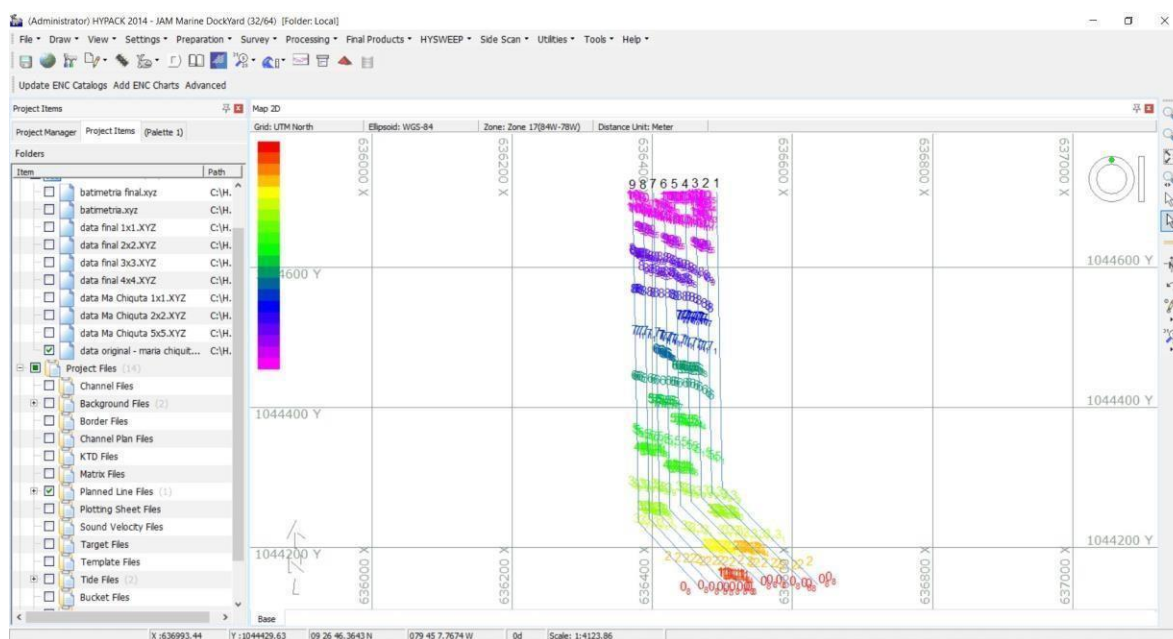 (Administrator) HYPACK 2014 - JAM Marine DockYard (32/64) [Folder: Local]
File Draw View Settings Preparation Survey Processing Final Products HYSWEEP Side Scan Utilities Tools Help
Update ENC Catalogs Add ENC Charts Advanced
Project Items
Map 2D
Project Manager Project Items (Palette 1)
Grid: UTM North Ellipsoid: WGS-84 Zone: Zone 17(84W-78W) Distance Unit: Meter
Folders
Item Path
batimetria final.xyz C:\H.
batimetria.xyz C:\H.
data final 1x1.XYZ C:\H.
data final 2x2.XYZ C:\H.
data final 3x3.XYZ C:\H.
data final 4x4.XYZ C:\H.
data Ma Chiquta 1x1.XYZ C:\H.
data Ma Chiquta 2x2.XYZ C:\H.
data Ma Chiquta 5x5.XYZ C:\H.
data original - maria chiquit... C:\H.
Project Files (14)
Channel Files
Background Files (2)
Border Files
Channel Plan Files
KTD Files
Matrix Files
Planned Line Files (1)
Plotting Sheet Files
Sound Velocity Files
Target Files
Template Files
Tide Files (2)
Bucket Files
636000 X
636200 X
636400 X
636600 X
636800 X
637000 X
9 8 7 6 5 4 3 2 1
1044600 Y
1044400 Y
1044400 Y
1044200 Y
1044200 Y
636000 X
636200 X
636400 X
636600 X
636800 X
637000 X
Base
X :636993.44 Y :1044429.63 09 26 46.3643 N 079 45 7.7674 W 0d Scale: 1:4123.86